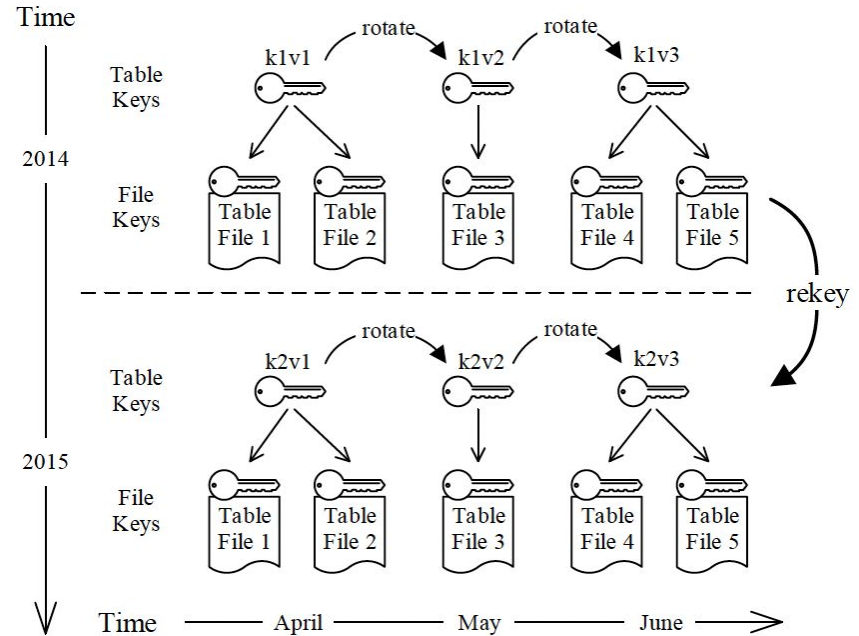 Time
rotate
rotate
k1v1
k1v2
k1v3
Table
Keys
2014
File
Keys
Table
File 1
Table
File 2
Table
File 3
Table
File 4
Table
File 5
rekey
rotate
rotate
k2v1
k2v2
k2v3
Table
Keys
2015
File
Keys
Table
File 1
Table
File 2
Table
File 3
Table
File 4
Table
File 5
Time
April
May
June